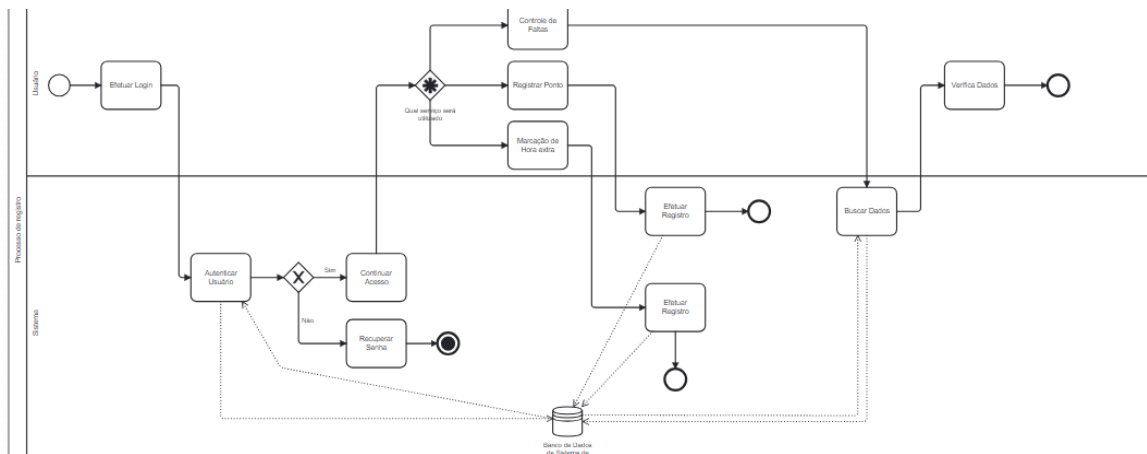 Processo de registro
Usuário
Efetuar Login
Qual serviço será
utilizado
Controle de
Faltas
Registrar Ponto
Marcação de
Hora extra
Verifica Dados
Sistema
Autenticar
Usuário
Sim
Não
Continuar
Acesso
Recuperar
Senha
Efetuar
Registro
Efetuar
Registro
Buscar Dados
Banco de Dados
de Sistema de